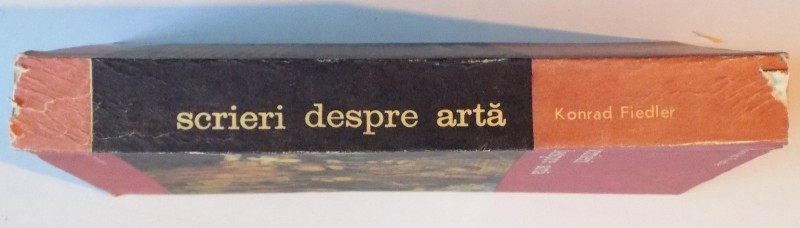 scrieri despre artă
Konrad Fiedler